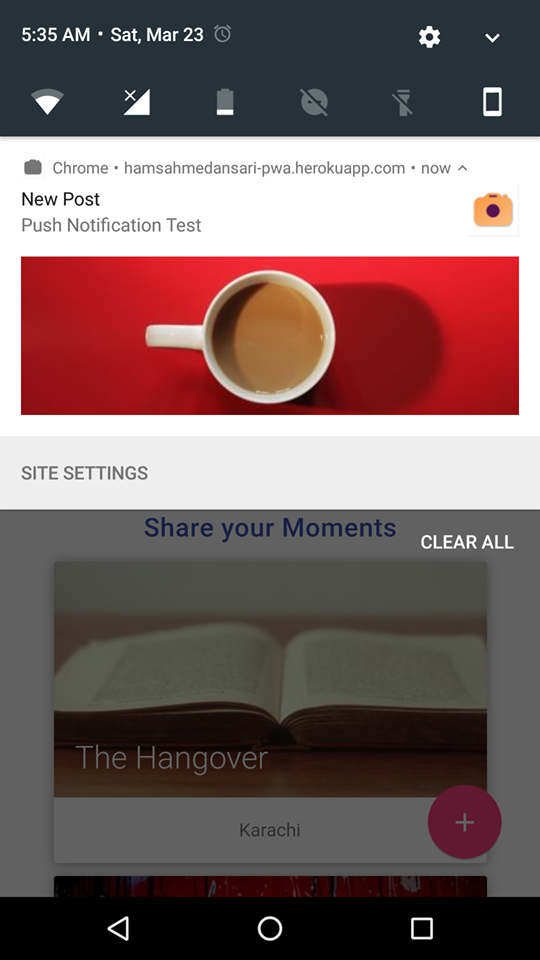 5:35 AM • Sat, Mar 23
Chrome • hamsahmedansari-pwa.herokuapp.com • now
New Post
Push Notification Test
SITE SETTINGS
Share your Moments
CLEAR ALL
The Hangover
Karachi